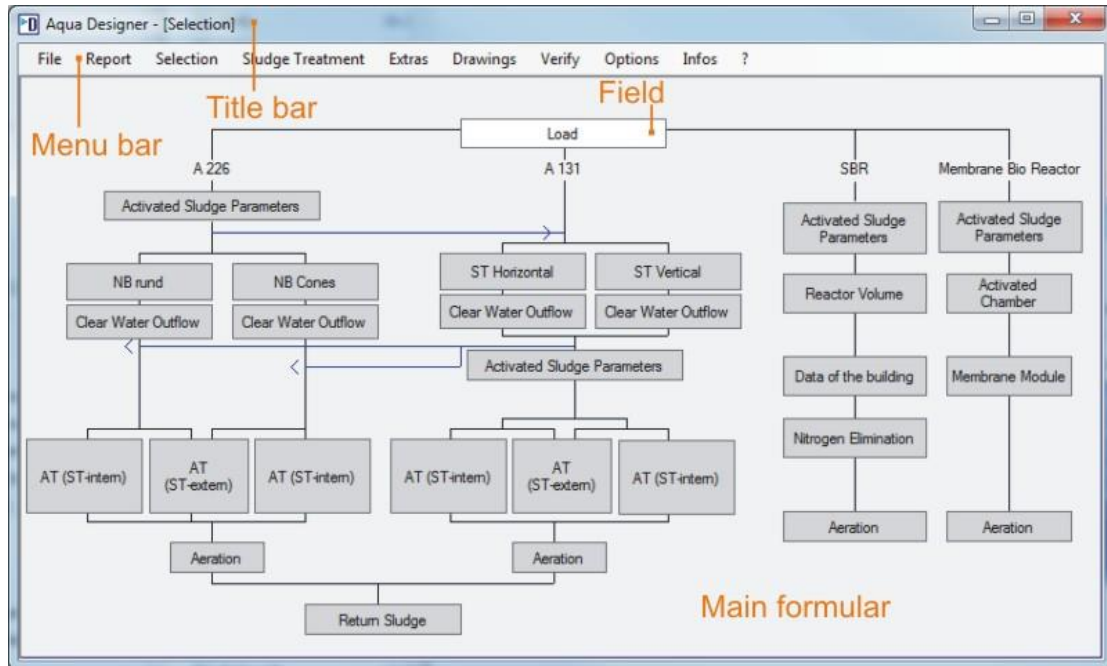 Aqua Designer - [Selection]
File Report Selection Sludge Treatment Extras Drawings Verify Options Infos ?
Title bar
Field
Menu bar
Load
A 226
A 131
SBR
Membrane Bio Reactor
Activated Sludge Parameters
Activated Sludge
Parameters
Activated Sludge
Parameters
NB rund
NB Cones
ST Horizontal
ST Vertical
Reactor Volume
Activated
Chamber
Clear Water Outflow
Clear Water Outflow
Clear Water Outflow
Clear Water Outflow
Activated Sludge Parameters
Data of the building
Membrane Module
Nitrogen Elimination
AT (ST-intern)
AT
(ST-extern)
AT (ST-intern)
AT (ST-intern)
AT
(ST-extern)
AT (ST-intern)
Aeration
Aeration
Aeration
Aeration
Return Sludge
Main formular